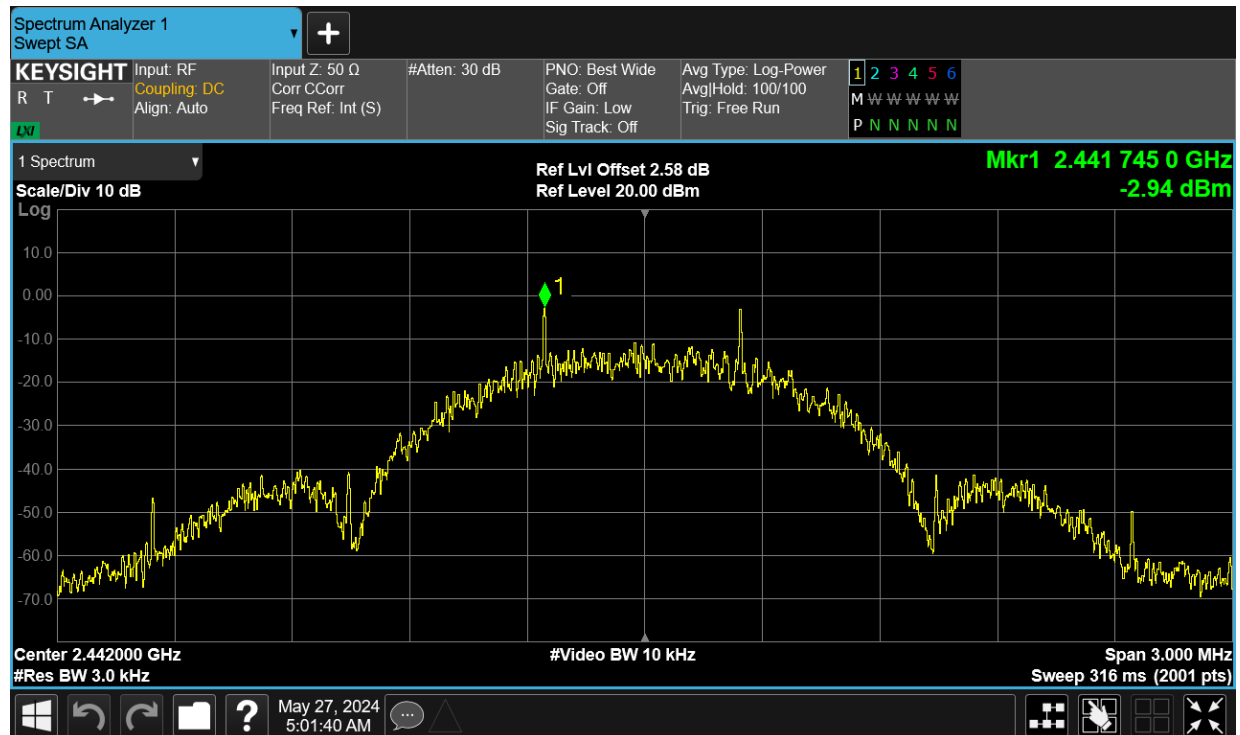 Spectrum Analyzer 1
Swept SA
KEYSIGHT
R T
LXI
Input: RF
Coupling: DC
Align: Auto
Input Z: 50 Ω
Corr CCorr
Freq Ref: Int (S)
#Atten: 30 dB
PNO: Best Wide
Gate: Off
IF Gain: Low
Sig Track: Off
Avg Type: Log-Power
Avg|Hold: 100/100
Trig: Free Run
1 2 3 4 5 6
M W W W W W
P N N N N N
1 Spectrum
Scale/Div 10 dB
Log
Ref Lvl Offset 2.58 dB
Ref Level 20.00 dBm
Mkr1 2.441 745 0 GHz
-2.94 dBm
10.0
0.00
-10.0
-20.0
-30.0
-40.0
-50.0
-60.0
-70.0
1
Center 2.442000 GHz
#Res BW 3.0 kHz
#Video BW 10 kHz
Span 3.000 MHz
Sweep 316 ms (2001 pts)
?
May 27, 2024
5:01:40 AM